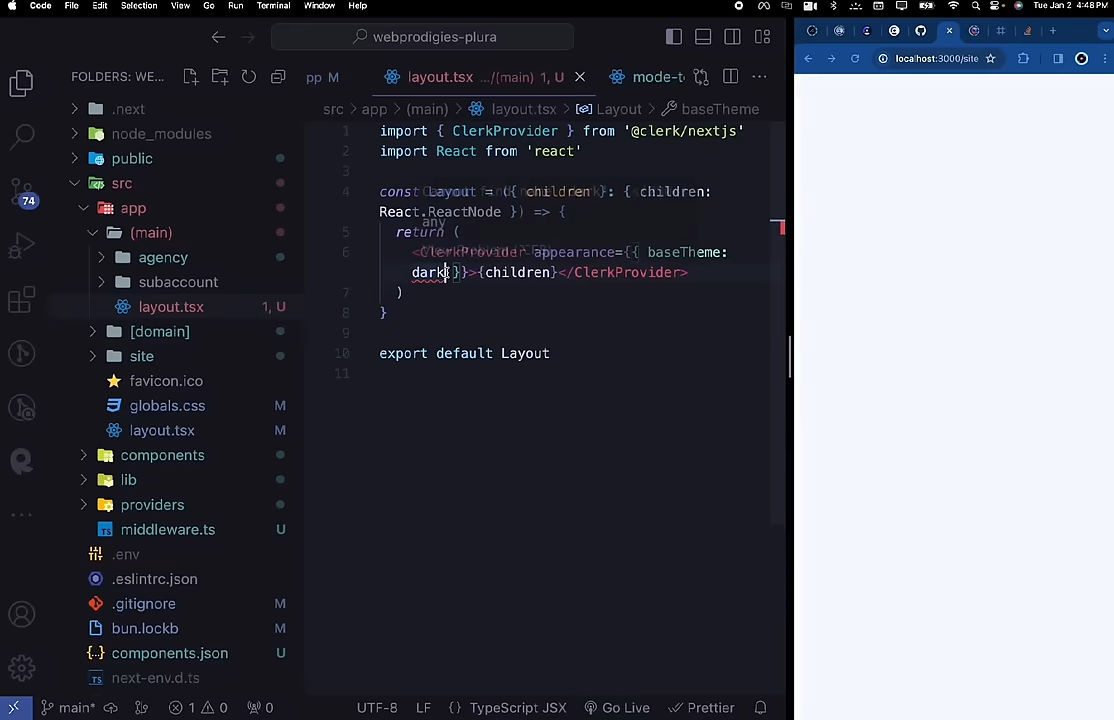 Code File Edit Selection View Go Run Terminal Window Help Tue Jan 2 4:48 PM
webprodigies-plura
localhost:3000/site
FOLDERS: WE...
pp M layout.tsx .../(main) 1, U mode-t
src > app > (main) > layout.tsx > Layout > baseTheme
.next
node_modules
public
src
app
(main)
agency
subaccount
layout.tsx 1, U
[domain]
site
favicon.ico
globals.css M
layout.tsx M
components
lib
providers
middleware.ts U
.env
.eslintrc.json
.gitignore M
bun.lockb M
components.json U
next-env.d.ts
74
1 import { ClerkProvider } from '@clerk/nextjs'
2 import React from 'react'
3
4 const Layout = ({ children }: { children:
React.ReactNode }) => {
any
5 return (
6 <ClerkProvider appearance={{ baseTheme:
dark{}}}>{children}</ClerkProvider>
7 )
8 }
9
10 export default Layout
11
main* 1 0 0 UTF-8 LF {} TypeScript JSX Go Live Prettier